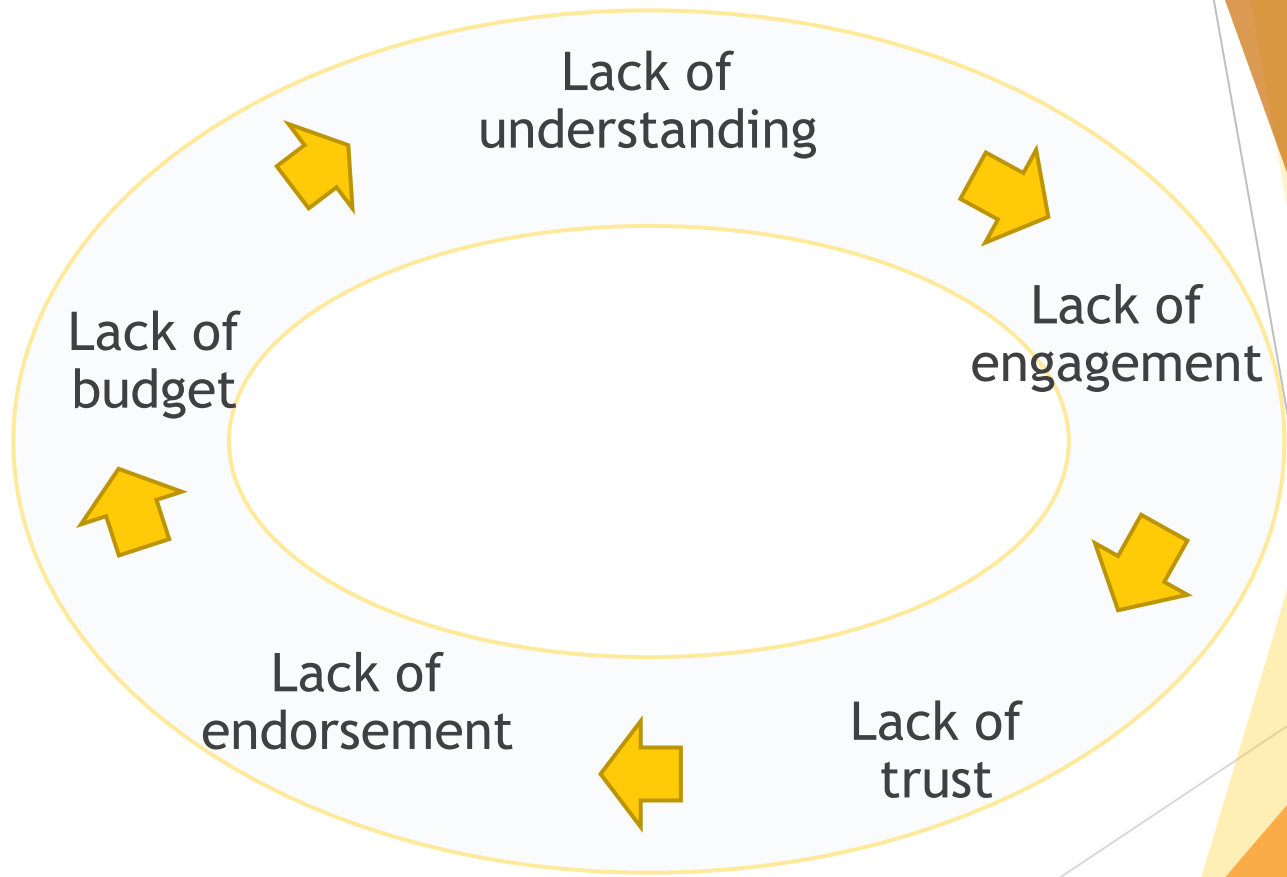 Lack of
understanding
Lack of
engagement
Lack of
trust
Lack of
endorsement
Lack of
budget